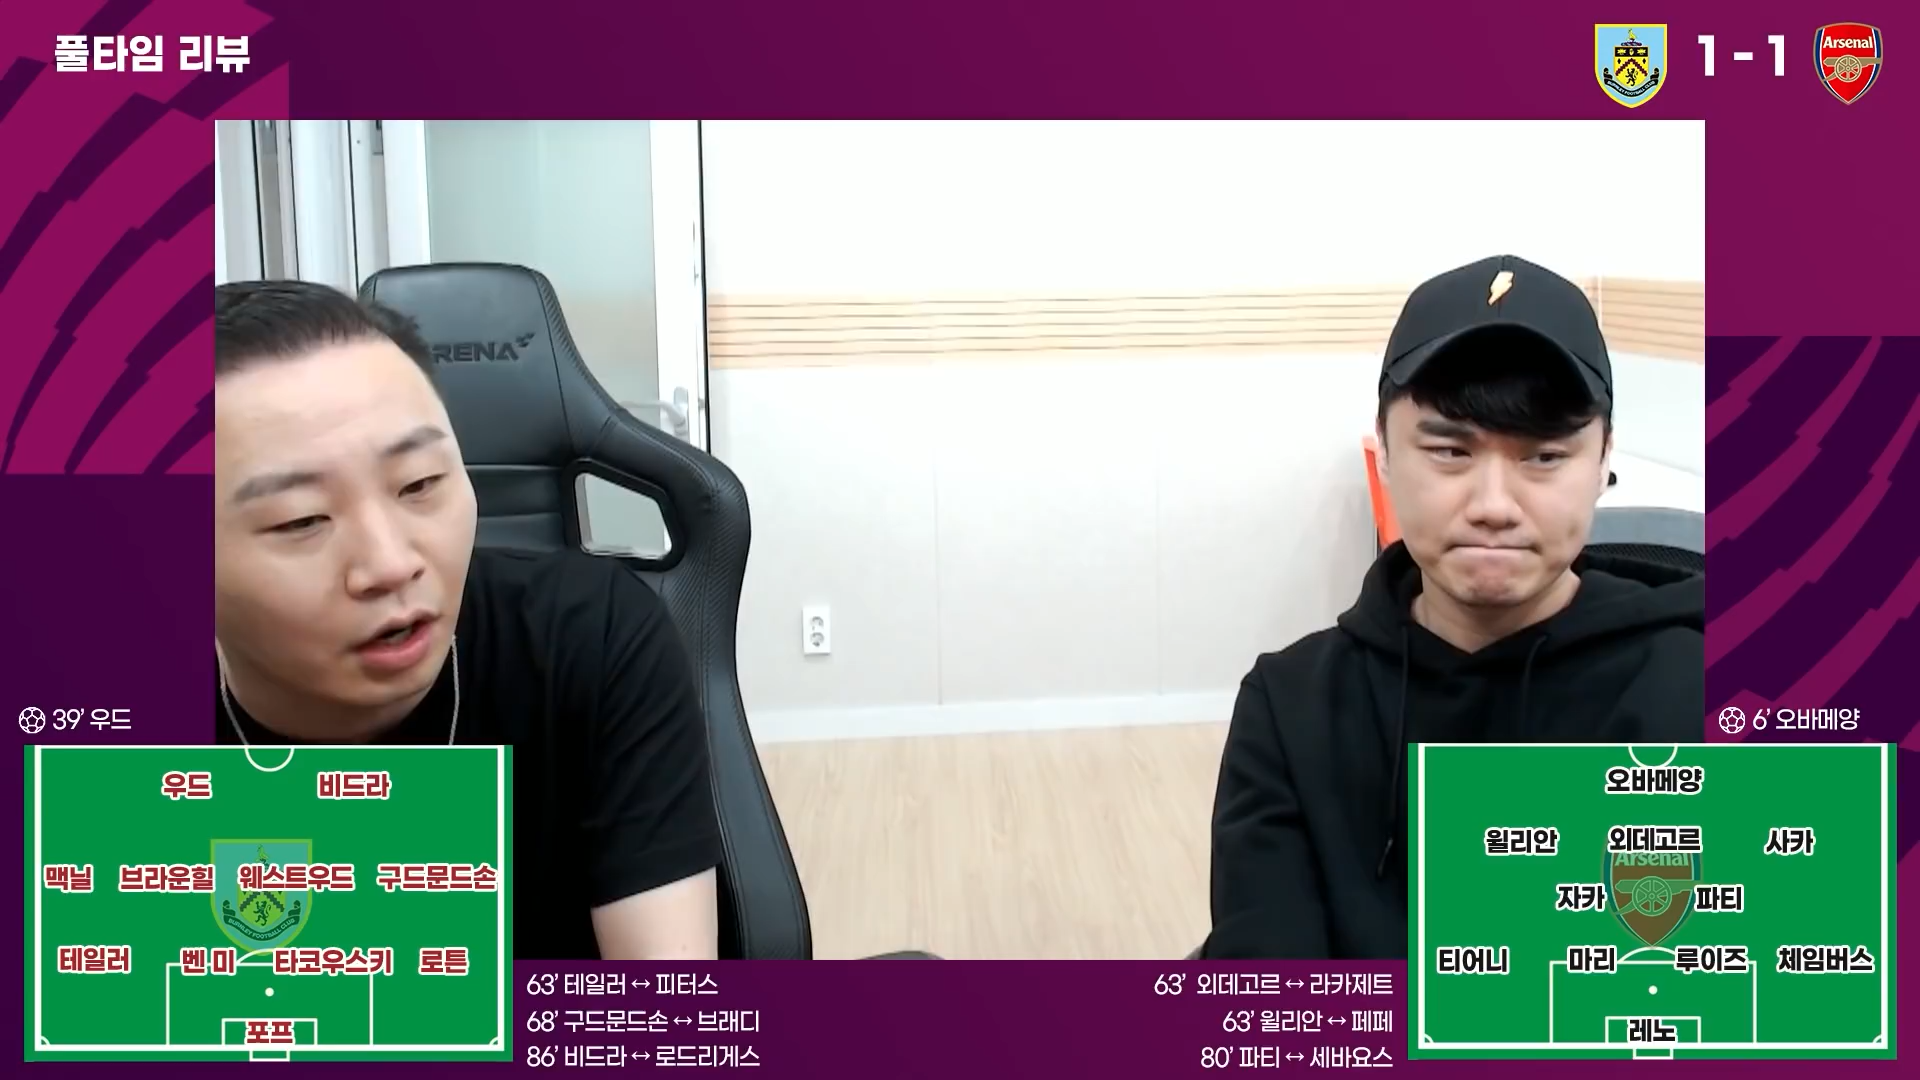 풀타임 리뷰
1 - 1
Arsenal
RENA
39' 우드
6' 오바메양
우드 비드라
맥닐 브라운힐 웨스트우드 구드문드손
테일러 벤 미 타코우스키 로튼
포프
63' 테일러 ↔ 피터스
68' 구드문드손 ↔ 브래디
86' 비드라 ↔ 로드리게스
63' 외데고르 ↔ 라카제트
63' 윌리안 ↔ 페페
80' 파티 ↔ 세바요스
오바메양
윌리안 외데고르 사카
Arsenal
자카 파티
티어니 마리 루이즈 체임버스
레노